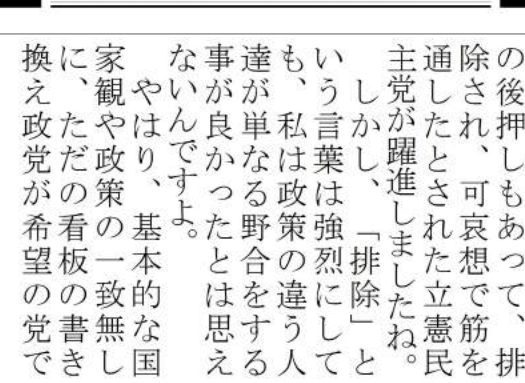 の後押しもあって、排
除され、可哀想で筋を
通したとされた立憲民
主党が躍進しましたね。
　しかし、「排除」と
いう言葉は強烈にして
も、私は政策の違う人
達が単なる野合をする
事が良かったとは思え
ないんですよ。
　やはり、基本的な国
家観や政策の一致無し
に、ただの看板の書き
換え政党が希望の党で